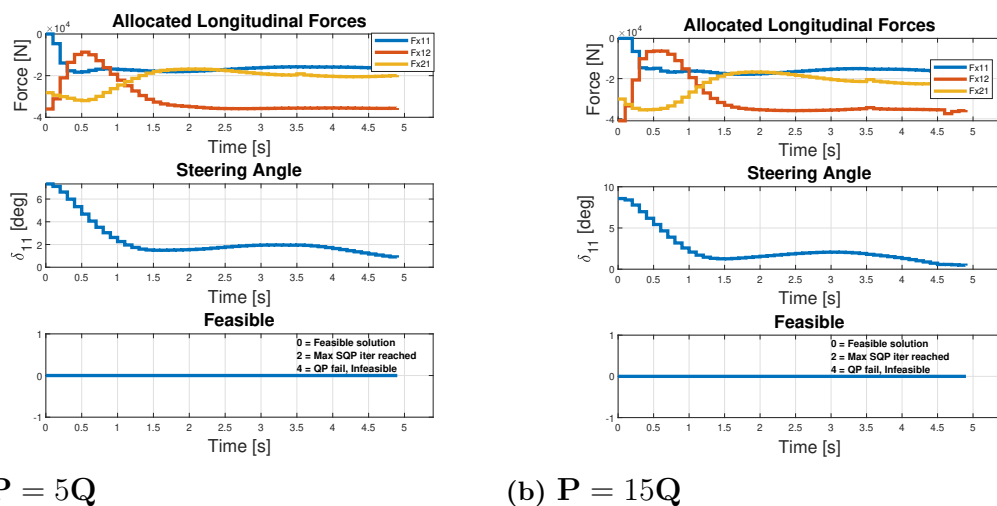 Allocated Longitudinal Forces
×10⁴
0
-2
-4
Force [N]
Fx11
Fx12
Fx21
0 0.5 1 1.5 2 2.5 3 3.5 4 4.5 5
Time [s]
Steering Angle
6
4
2
0
δ11 [deg]
0 0.5 1 1.5 2 2.5 3 3.5 4 4.5 5
Time [s]
Feasible
1
0
-1
0 = Feasible solution
2 = Max SQP iter reached
4 = QP fail, Infeasible
0 0.5 1 1.5 2 2.5 3 3.5 4 4.5 5
Time [s]
P = 5Q
Allocated Longitudinal Forces
×10⁴
0
-2
-4
Force [N]
Fx11
Fx12
Fx21
0 0.5 1 1.5 2 2.5 3 3.5 4 4.5 5
Time [s]
Steering Angle
10
5
0
δ11 [deg]
0 0.5 1 1.5 2 2.5 3 3.5 4 4.5 5
Time [s]
Feasible
1
0
-1
0 = Feasible solution
2 = Max SQP iter reached
4 = QP fail, Infeasible
0 0.5 1 1.5 2 2.5 3 3.5 4 4.5 5
Time [s]
(b) P = 15Q